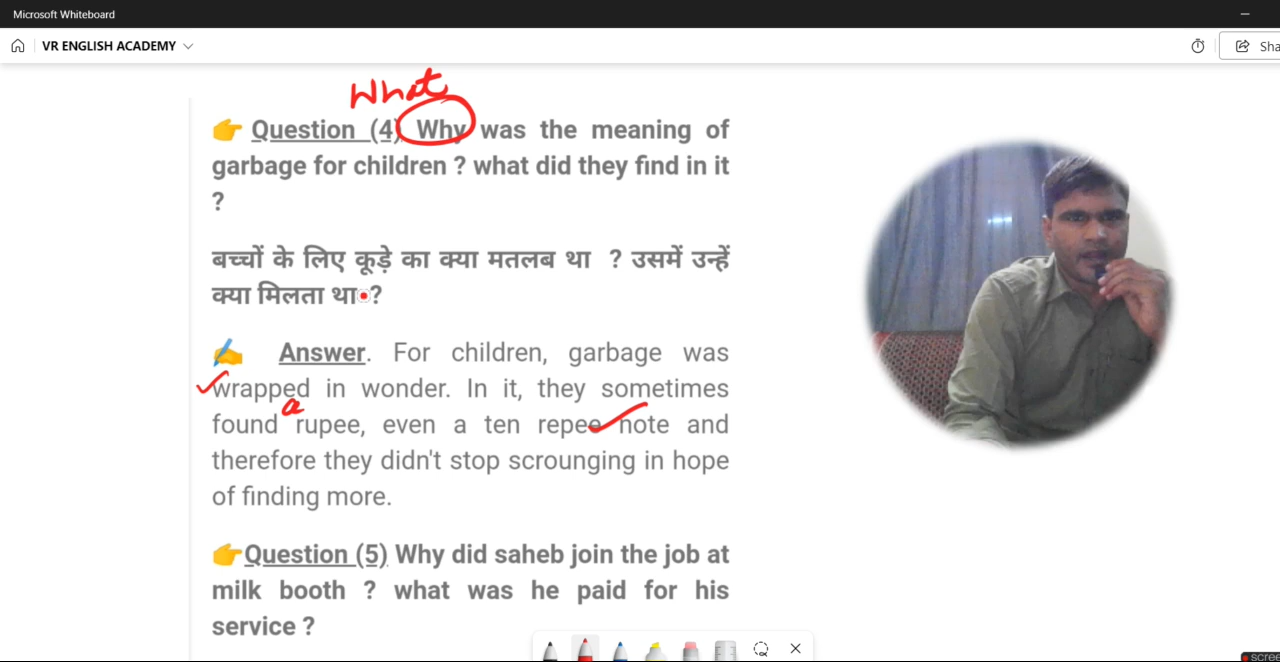 Microsoft Whiteboard
VR ENGLISH ACADEMY
Sha
What
👉 Question (4) Why was the meaning of
garbage for children ? what did they find in it
?
बच्चों के लिए कूड़े का क्या मतलब था ? उसमें उन्हें
क्या मिलता था ?
✍️ Answer. For children, garbage was
wrapped in wonder. In it, they sometimes
a
found rupee, even a ten repee note and
therefore they didn't stop scrounging in hope
of finding more.
👉Question (5) Why did saheb join the job at
milk booth ? what was he paid for his
service ?
scree